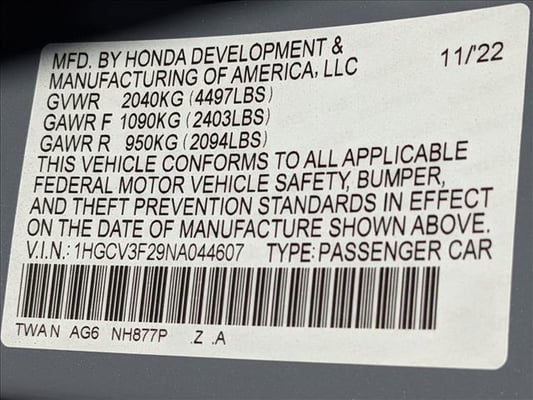 MFD. BY HONDA DEVELOPMENT & 11/'22
MANUFACTURING OF AMERICA, LLC
GVWR 2040KG (4497LBS)
GAWR F 1090KG (2403LBS)
GAWR R 950KG (2094LBS)
THIS VEHICLE CONFORMS TO ALL APPLICABLE
FEDERAL MOTOR VEHICLE SAFETY, BUMPER,
AND THEFT PREVENTION STANDARDS IN EFFECT
ON THE DATE OF MANUFACTURE SHOWN ABOVE.
V.I.N.: 1HGCV3F29NA044607 TYPE: PASSENGER CAR
TWA N AG6 NH877P .Z .A